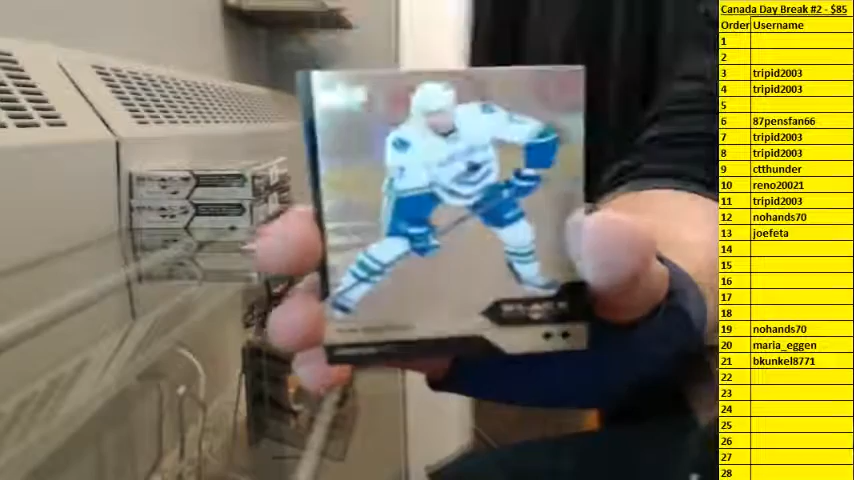 Canada Day Break #2 - $85
Order Username
1
2
3 tripid2003
4 tripid2003
5
6 87pensfan66
7 tripid2003
8 tripid2003
9 ctthunder
10 reno20021
11 tripid2003
12 nohands70
13 joefeta
14
15
16
17
18
19 nohands70
20 maria_eggen
21 bkunkel8771
22
23
24
25
26
27
28